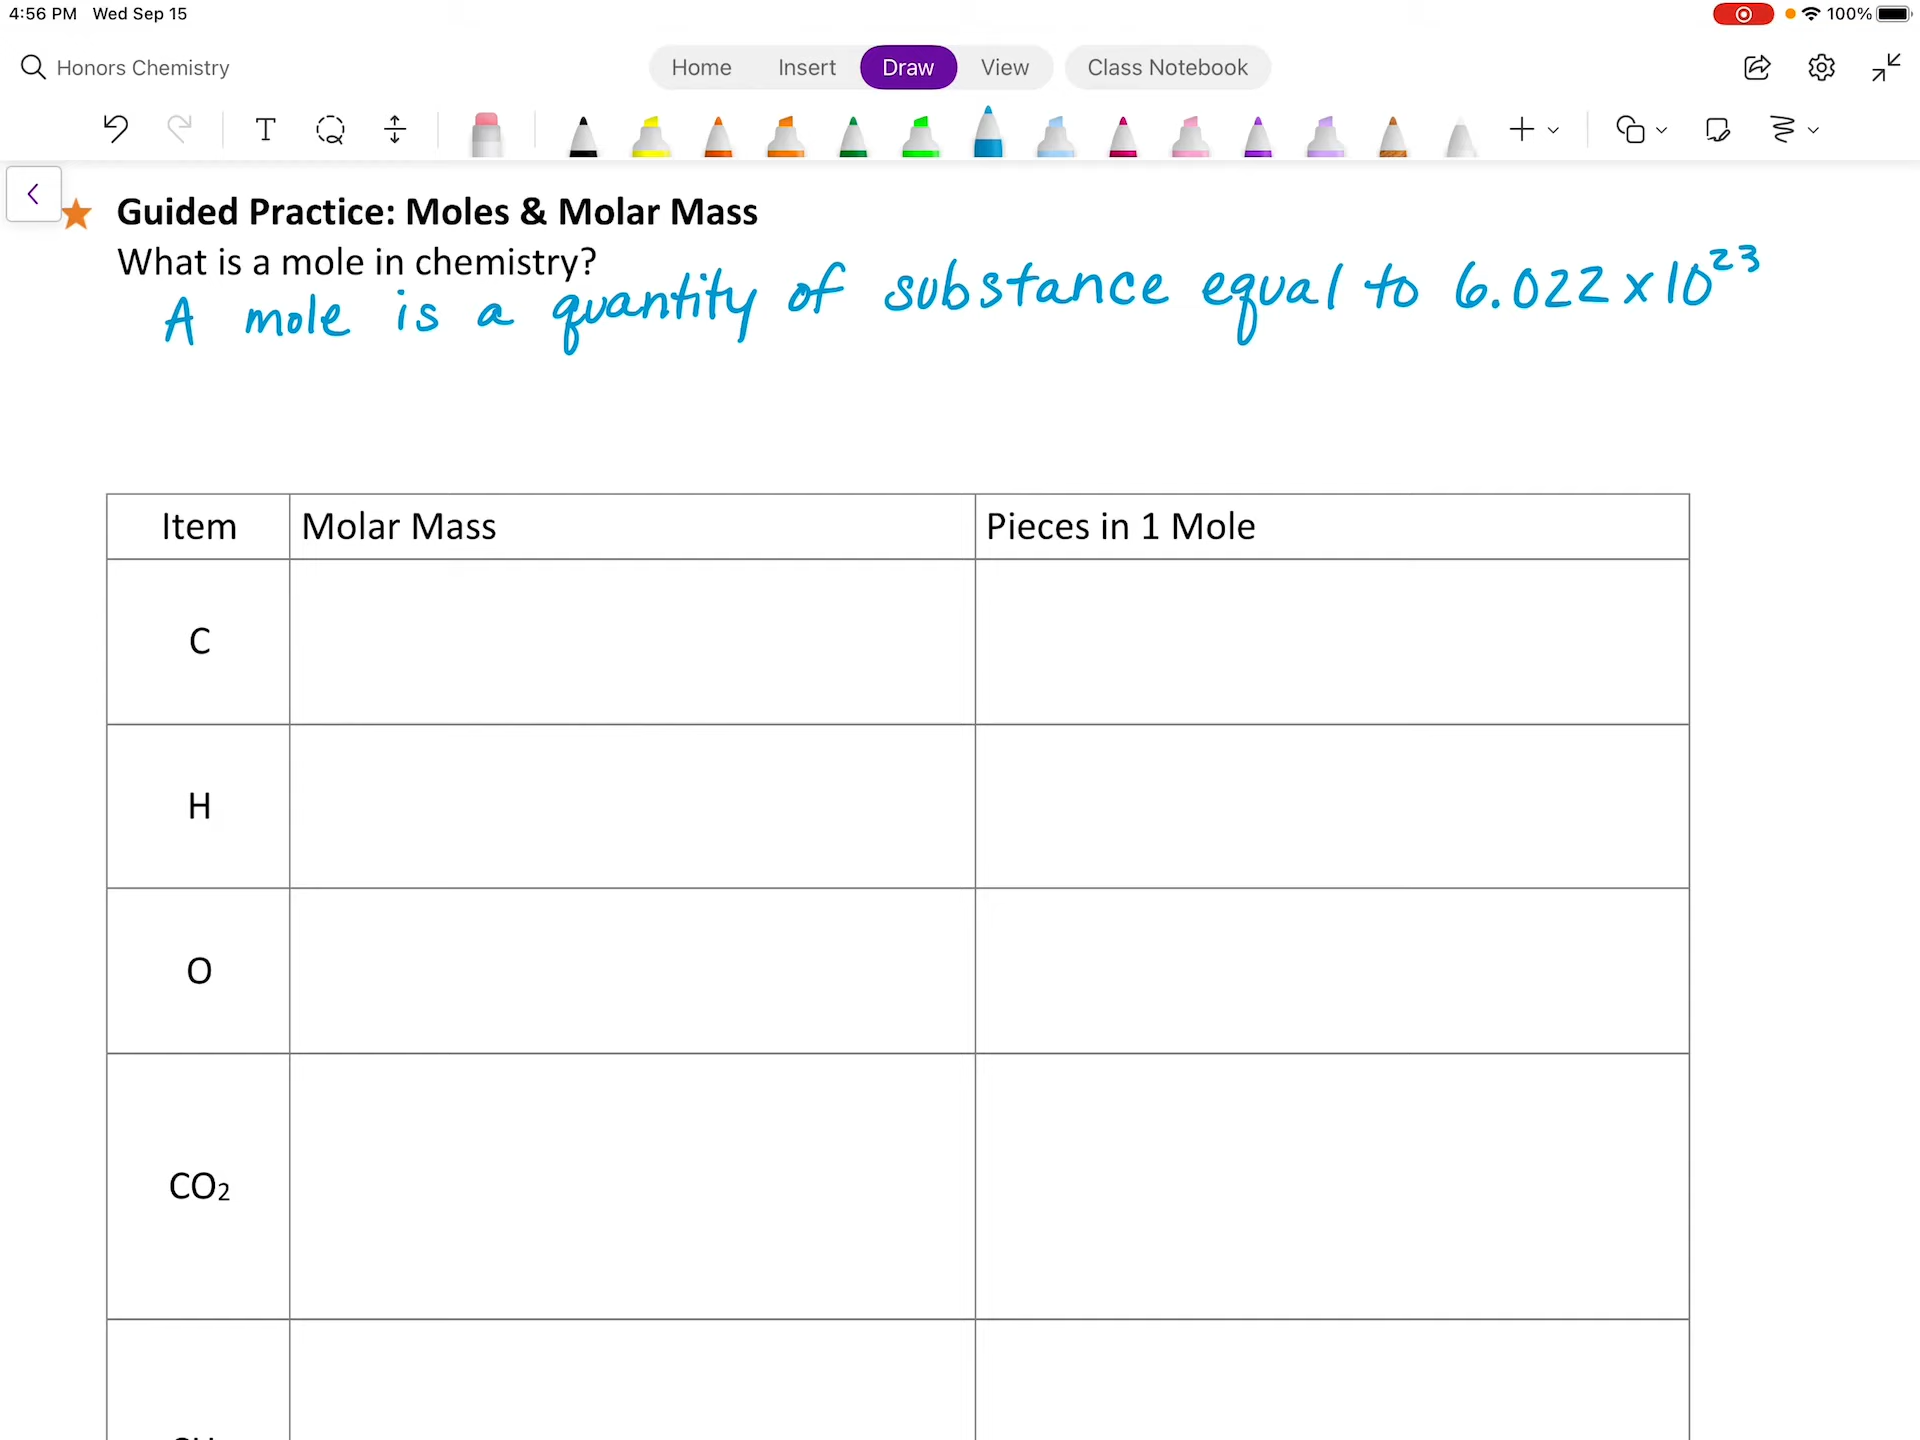 4:56 PM Wed Sep 15 100%
Honors Chemistry Home Insert Draw View Class Notebook
T
Guided Practice: Moles & Molar Mass
What is a mole in chemistry?
A mole is a quantity of substance equal to 6.022 x 10²³
Item Molar Mass Pieces in 1 Mole
C
H
O
CO₂